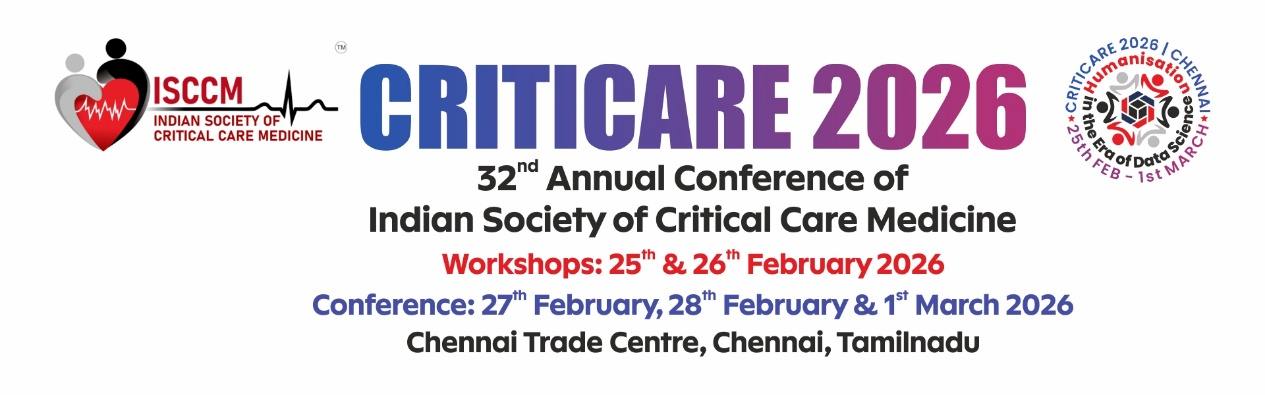 ISCCM
INDIAN SOCIETY OF
CRITICAL CARE MEDICINE
TM
CRITICARE 2026
32nd Annual Conference of
Indian Society of Critical Care Medicine
Workshops: 25th & 26th February 2026
Conference: 27th February, 28th February & 1st March 2026
Chennai Trade Centre, Chennai, Tamilnadu
CRITICARE 2026 | CHENNAI
25th FEB - 1st MARCH
Humanisation
in the Era of Data Science